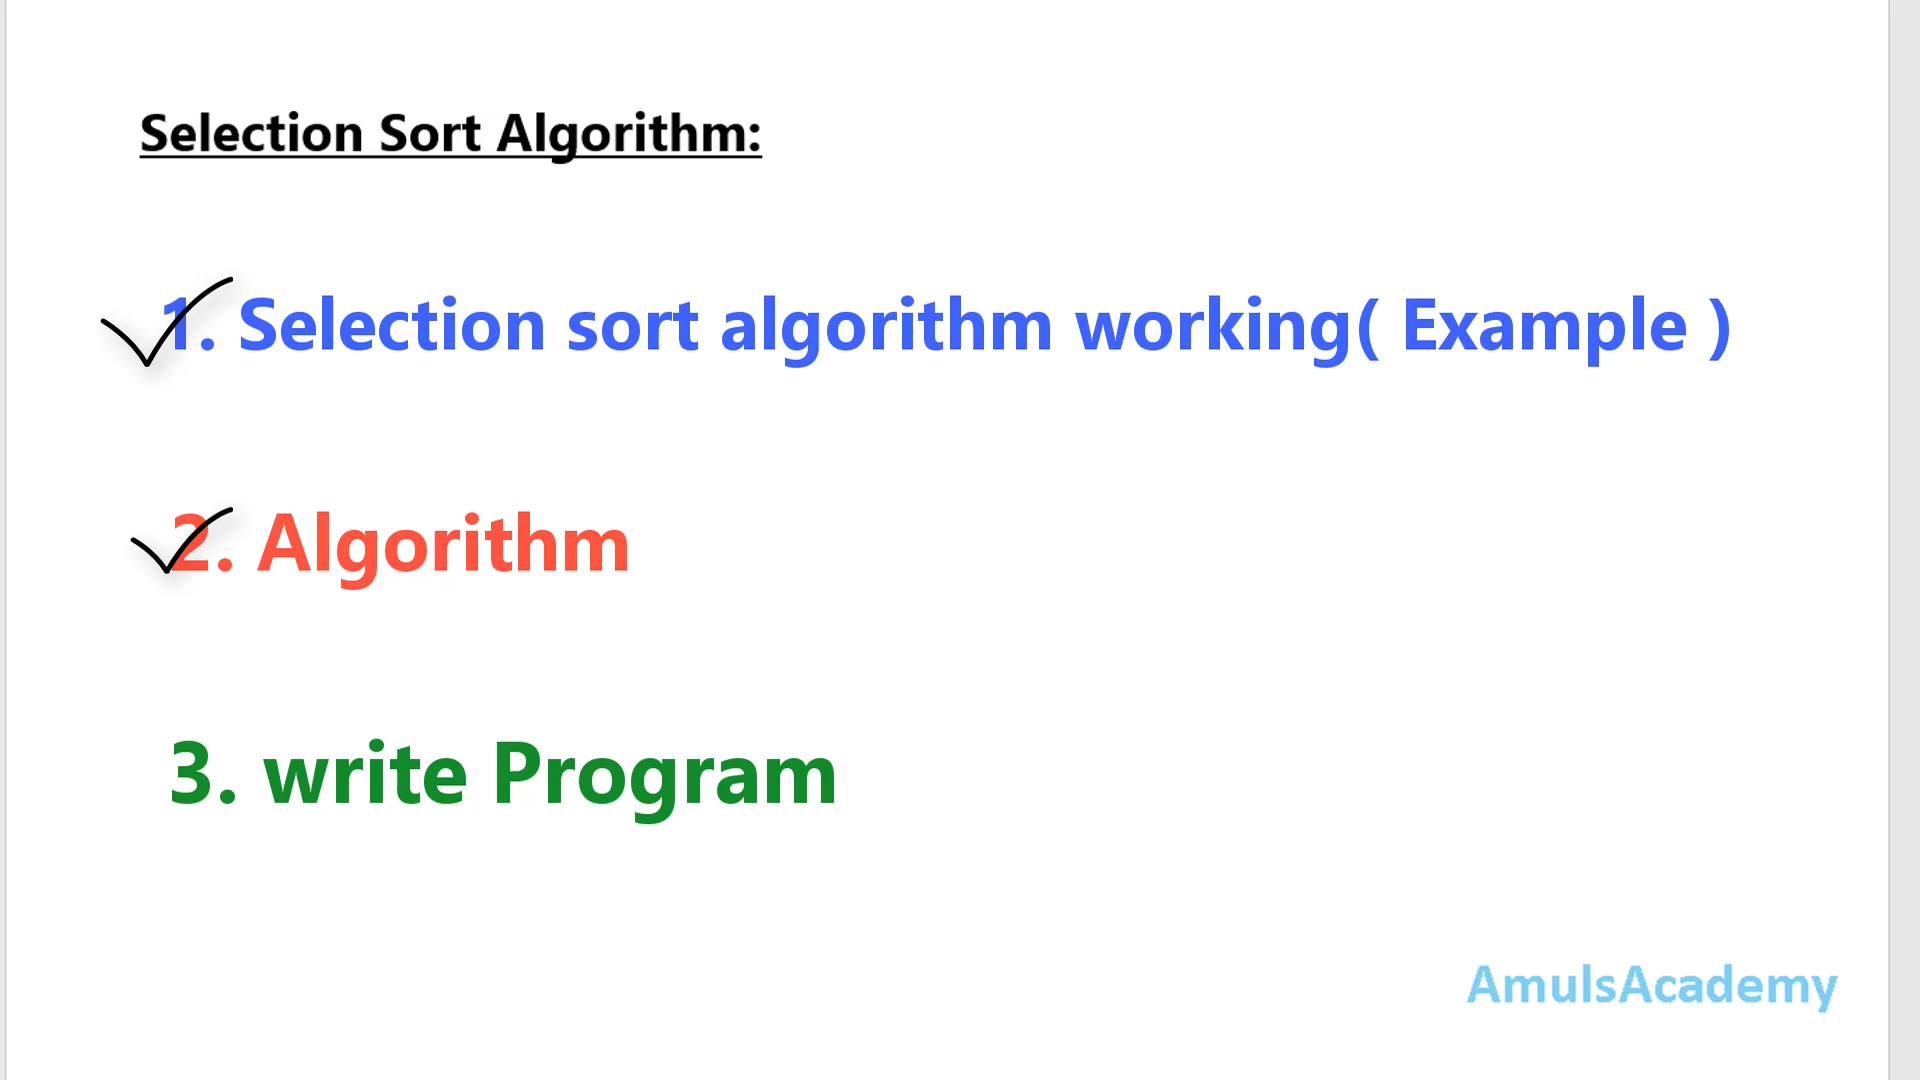 Selection Sort Algorithm:
1. Selection sort algorithm working( Example )
2. Algorithm
3. write Program
AmulsAcademy